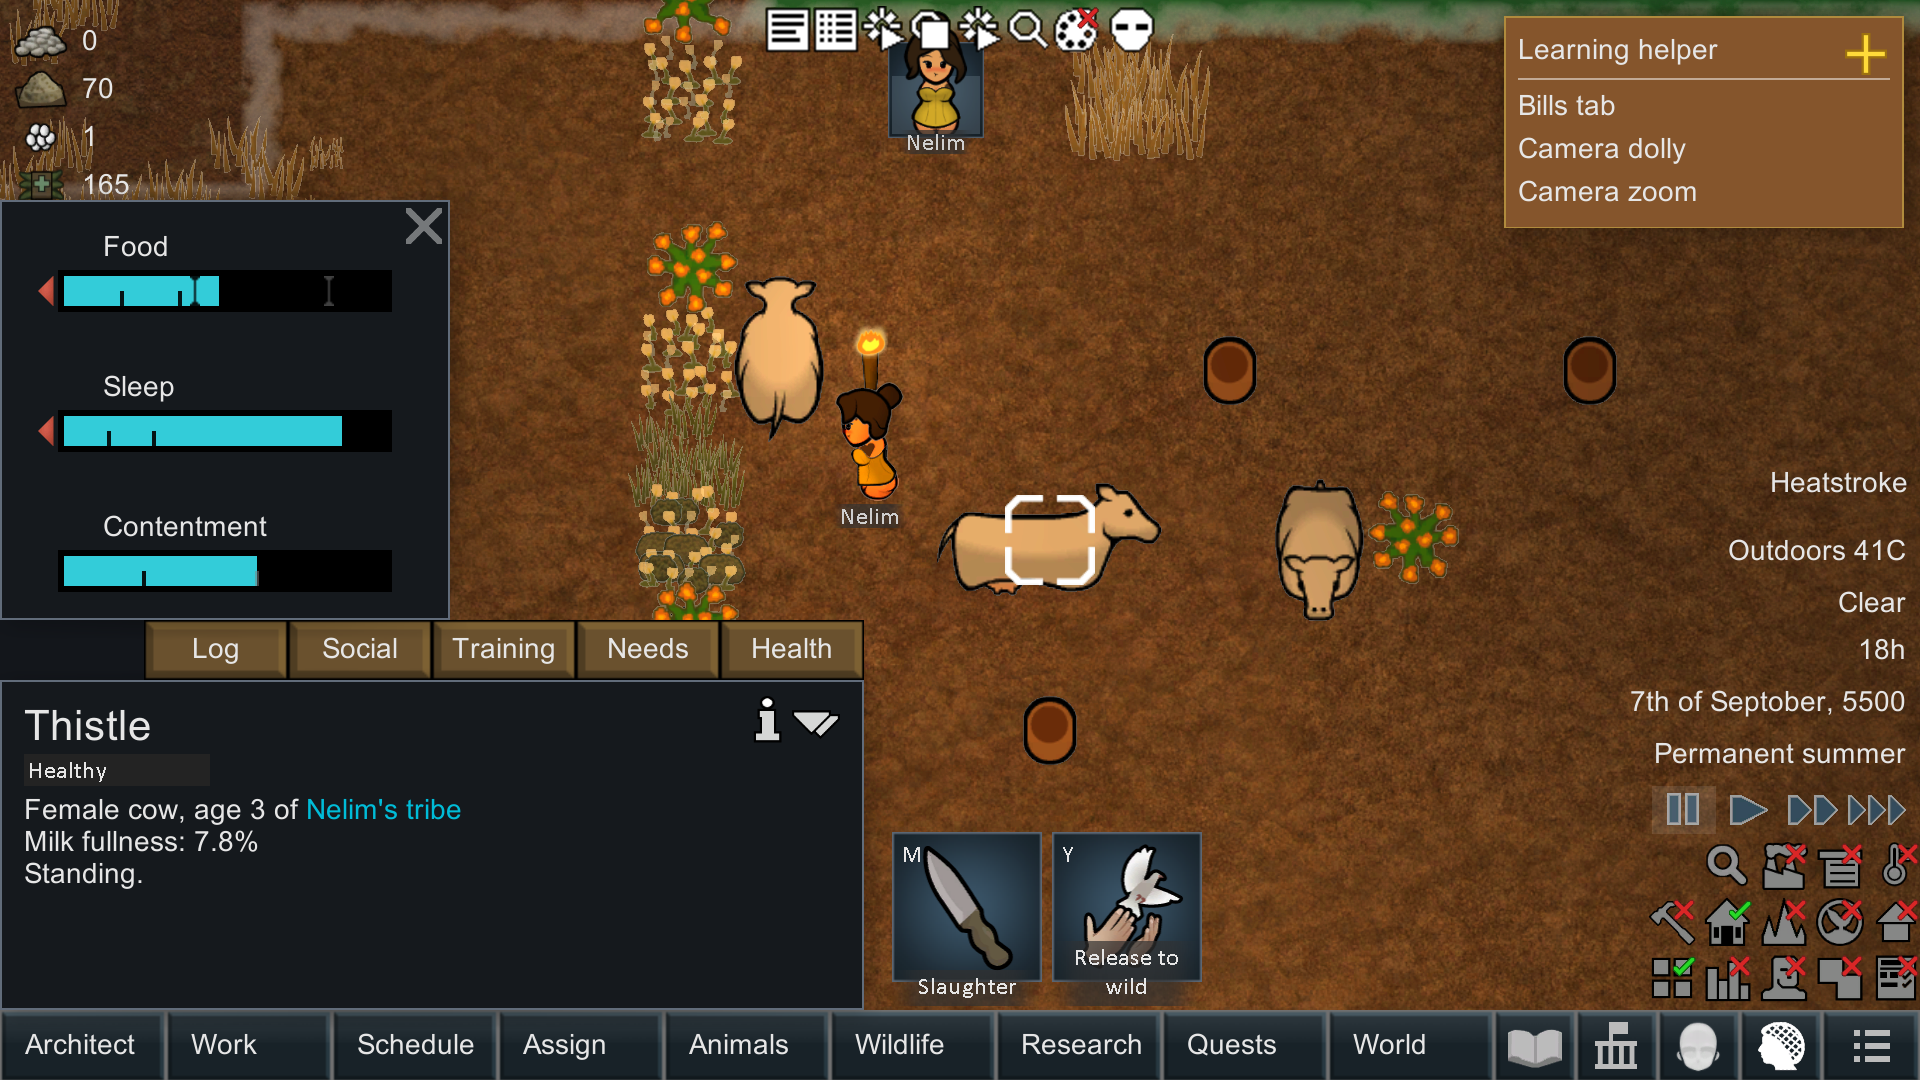 0
70
1
165
Nelim
Learning helper
Bills tab
Camera dolly
Camera zoom
Food
Sleep
Contentment
Nelim
Heatstroke
Outdoors 41C
Clear
18h
7th of Septober, 5500
Permanent summer
Log
Social
Training
Needs
Health
Thistle
Healthy
Female cow, age 3 of Nelim's tribe
Milk fullness: 7.8%
Standing.
M
Slaughter
Y
Release to
wild
Architect
Work
Schedule
Assign
Animals
Wildlife
Research
Quests
World